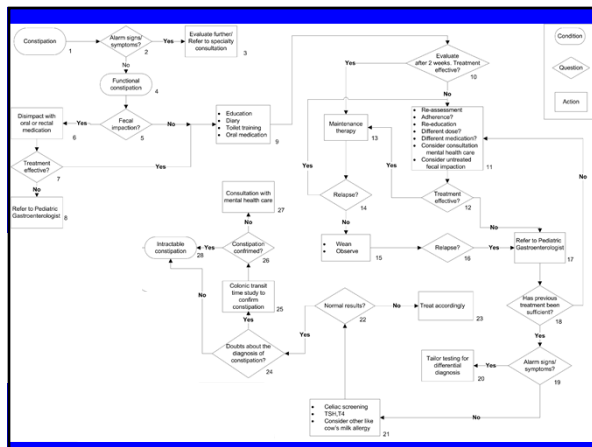 Constipation
1
Alarm signs/
symptoms?
2
Yes
Evaluate further/
Refer to specialty
consultation
3
No
Functional
constipation
4
Fecal
impaction?
5
Yes
Disimpact with
oral or rectal
medication
6
No
Treatment
effective?
7
Yes
No
Refer to Pediatric
Gastroenterologist
8
• Education
• Diary
• Toilet training
• Oral medication
9
Evaluate
after 2 weeks. Treatment
effective?
10
Yes
No
• Re-assessment
• Adherence?
• Re-education
• Different dose?
• Different medication?
• Consider consultation
mental health care
• Consider untreated
fecal impaction
11
Treatment
effective?
12
Yes
No
Maintenance
therapy
13
Relapse?
14
Yes
No
• Wean
• Observe
15
Relapse?
16
Yes
Refer to Pediatric
Gastroenterologist
17
Has previous
treatment been
sufficient?
18
No
Yes
Alarm signs/
symptoms?
19
Yes
Tailor testing for
differential
diagnosis
20
No
• Celiac screening
• TSH,T4
• Consider other like
cow's milk allergy
21
Normal results?
22
No
Treat accordingly
23
Yes
Doubts about the
diagnosis of
constipation?
24
Yes
No
Colonic transit
time study to
confirm
constipation
25
Constipation
confrimed?
26
No
Consultation with
mental health care
27
Yes
Intractable
constipation
28
Condition
Question
Action